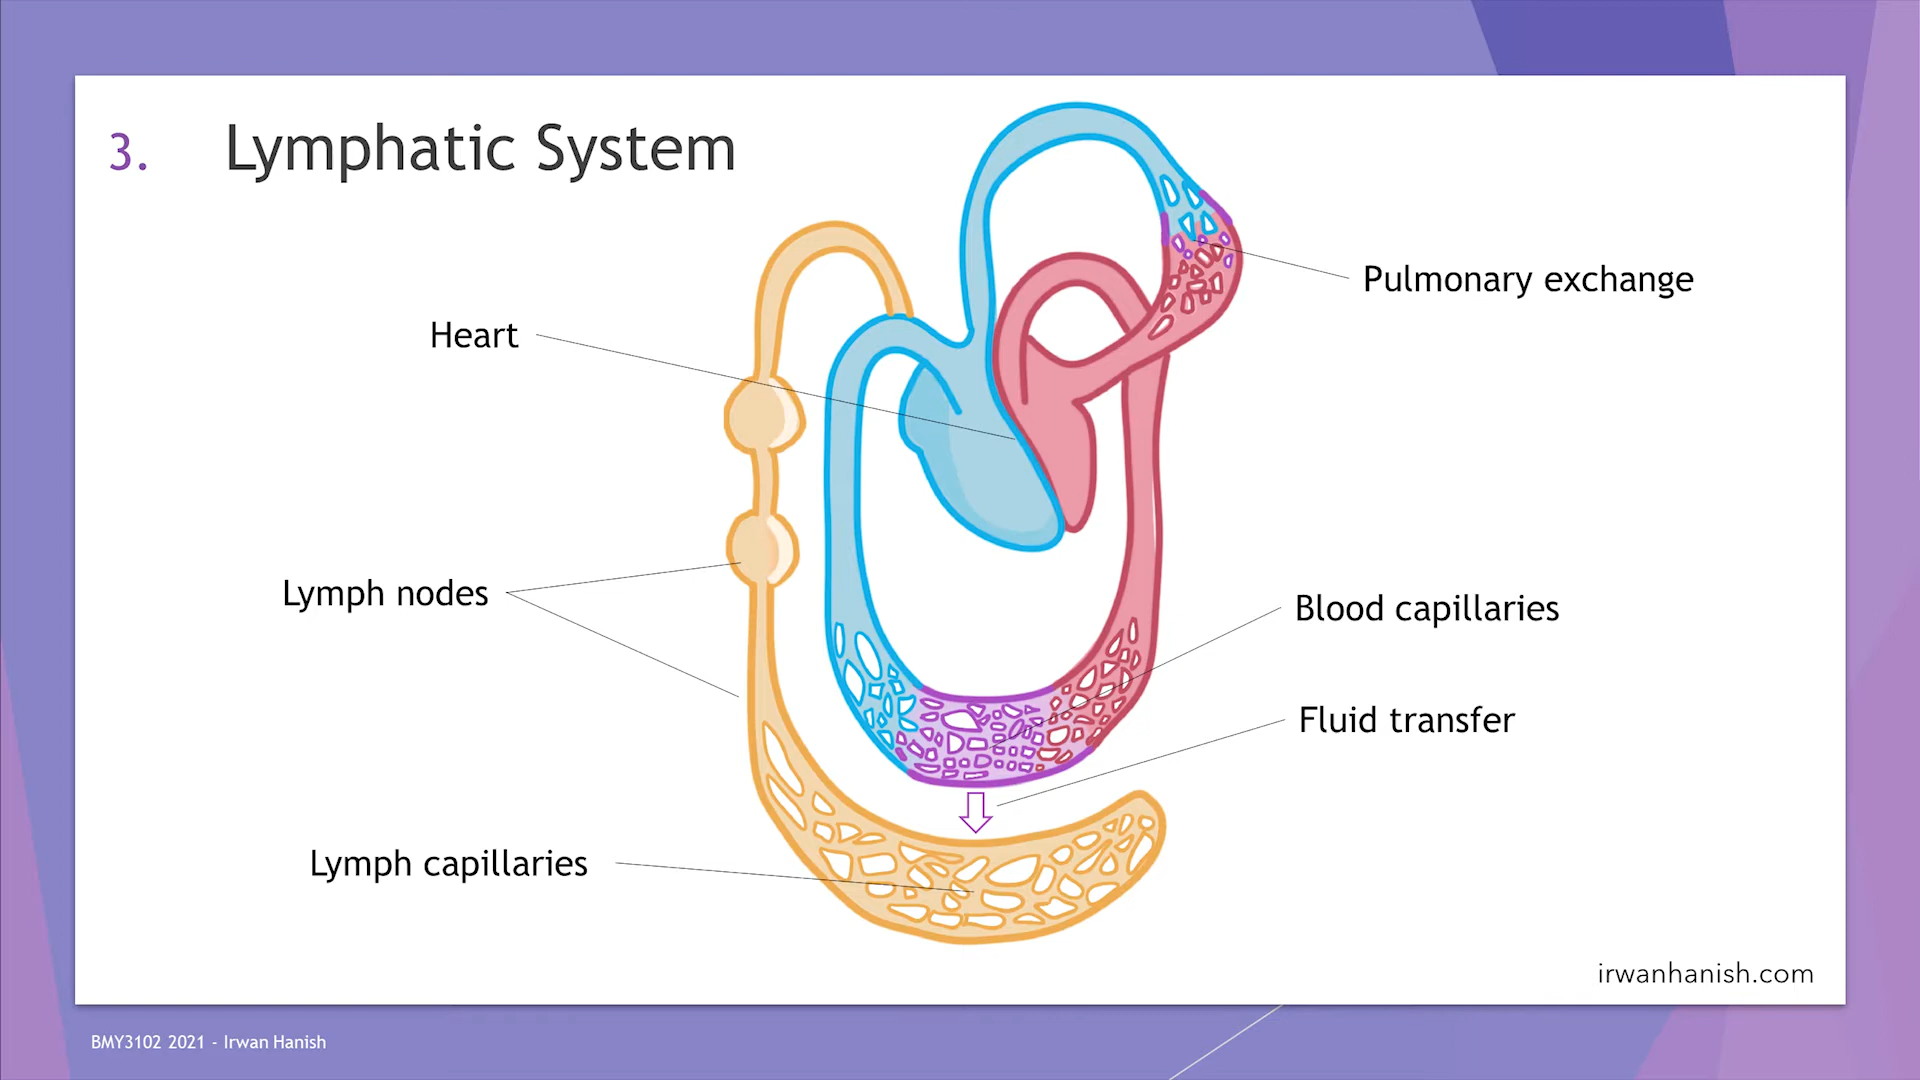 3. Lymphatic System
Pulmonary exchange
Heart
Lymph nodes
Blood capillaries
Fluid transfer
Lymph capillaries
irwanhanish.com
BMY3102 2021 - Irwan Hanish